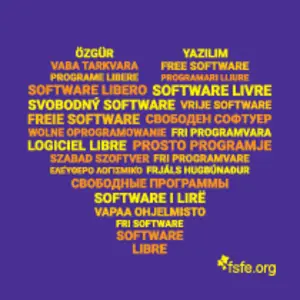 ÖZGÜR YAZILIM
VABA TARKVARA FREE SOFTWARE
PROGRAME LIBERE PROGRAMARI LLIURE
SOFTWARE LIBERO SOFTWARE LIVRE
SVOBODNÝ SOFTWARE VRIJE SOFTWARE
FREIE SOFTWARE СВОБОДЕН СОФТУЕР
WOLNE OPROGRAMOWANIE FRI PROGRAMVARA
LOGICIEL LIBRE PROSTO PROGRAMJE
SZABAD SZOFTVER FRI PROGRAMVARE
ΕΛΕΥΘΕΡΟ ΛΟΓΙΣΜΙΚΟ FRJÁLS HUGBÚNAÐUR
СВОБОДНЫЕ ПРОГРАММЫ
SOFTWARE I LIRË
VAPAA OHJELMISTO
FRI SOFTWARE
SOFTWARE
LIBRE
fsfe.org